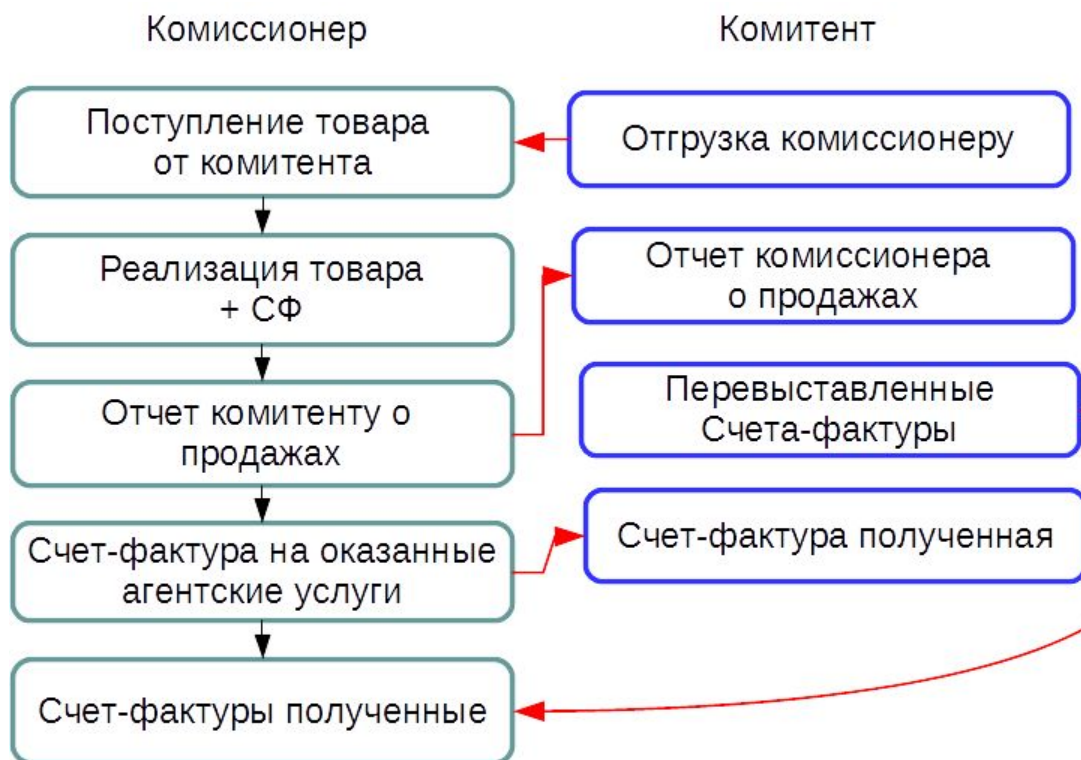 Комиссионер
Комитент
Поступление товара
от комитента
Отгрузка комиссионеру
Реализация товара
+ СФ
Отчет комиссионера
о продажах
Отчет комитенту о
продажах
Перевыставленные
Счета-фактуры
Счет-фактура на оказанные
агентские услуги
Счет-фактура полученная
Счет-фактуры полученные